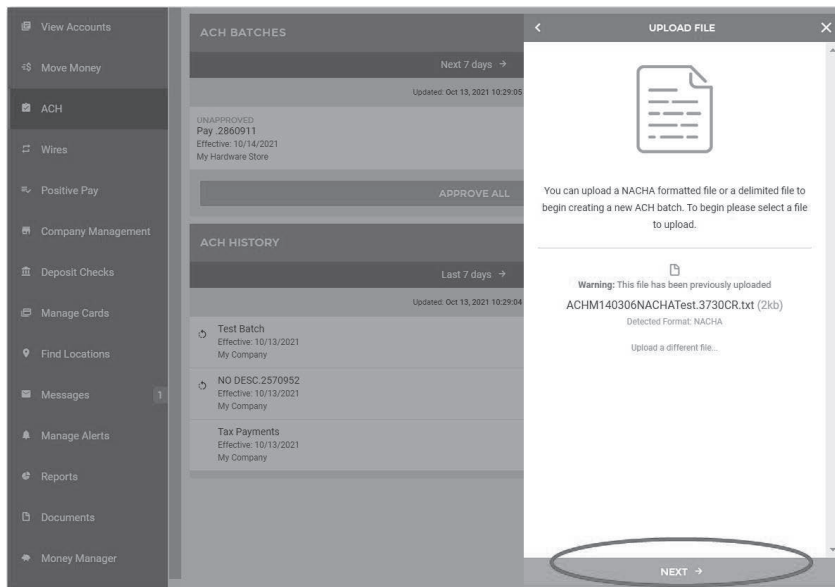 View Accounts
Move Money
ACH
Wires
Positive Pay
Company Management
Deposit Checks
Manage Cards
Find Locations
Messages 1
Manage Alerts
Reports
Documents
Money Manager
ACH BATCHES
Next 7 days →
Updated: Oct 13, 2021 10:29:05
UNAPPROVED
Pay .2860911
Effective: 10/14/2021
My Hardware Store
APPROVE ALL
ACH HISTORY
Last 7 days →
Updated: Oct 13, 2021 10:29:04
Test Batch
Effective: 10/13/2021
My Company
NO DESC.2570952
Effective: 10/13/2021
My Company
Tax Payments
Effective: 10/13/2021
My Company
UPLOAD FILE
You can upload a NACHA formatted file or a delimited file to
begin creating a new ACH batch. To begin please select a file
to upload.
Warning: This file has been previously uploaded
ACHM140306NACHATest.3730CR.txt (2kb)
Detected Format: NACHA
Upload a different file...
NEXT →